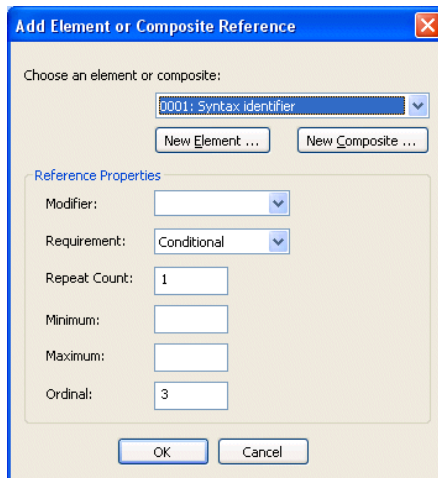 Add Element or Composite Reference
Choose an element or composite:
0001: Syntax identifier
New Element ... New Composite ...
Reference Properties
Modifier:
Requirement: Conditional
Repeat Count: 1
Minimum:
Maximum:
Ordinal: 3
OK Cancel